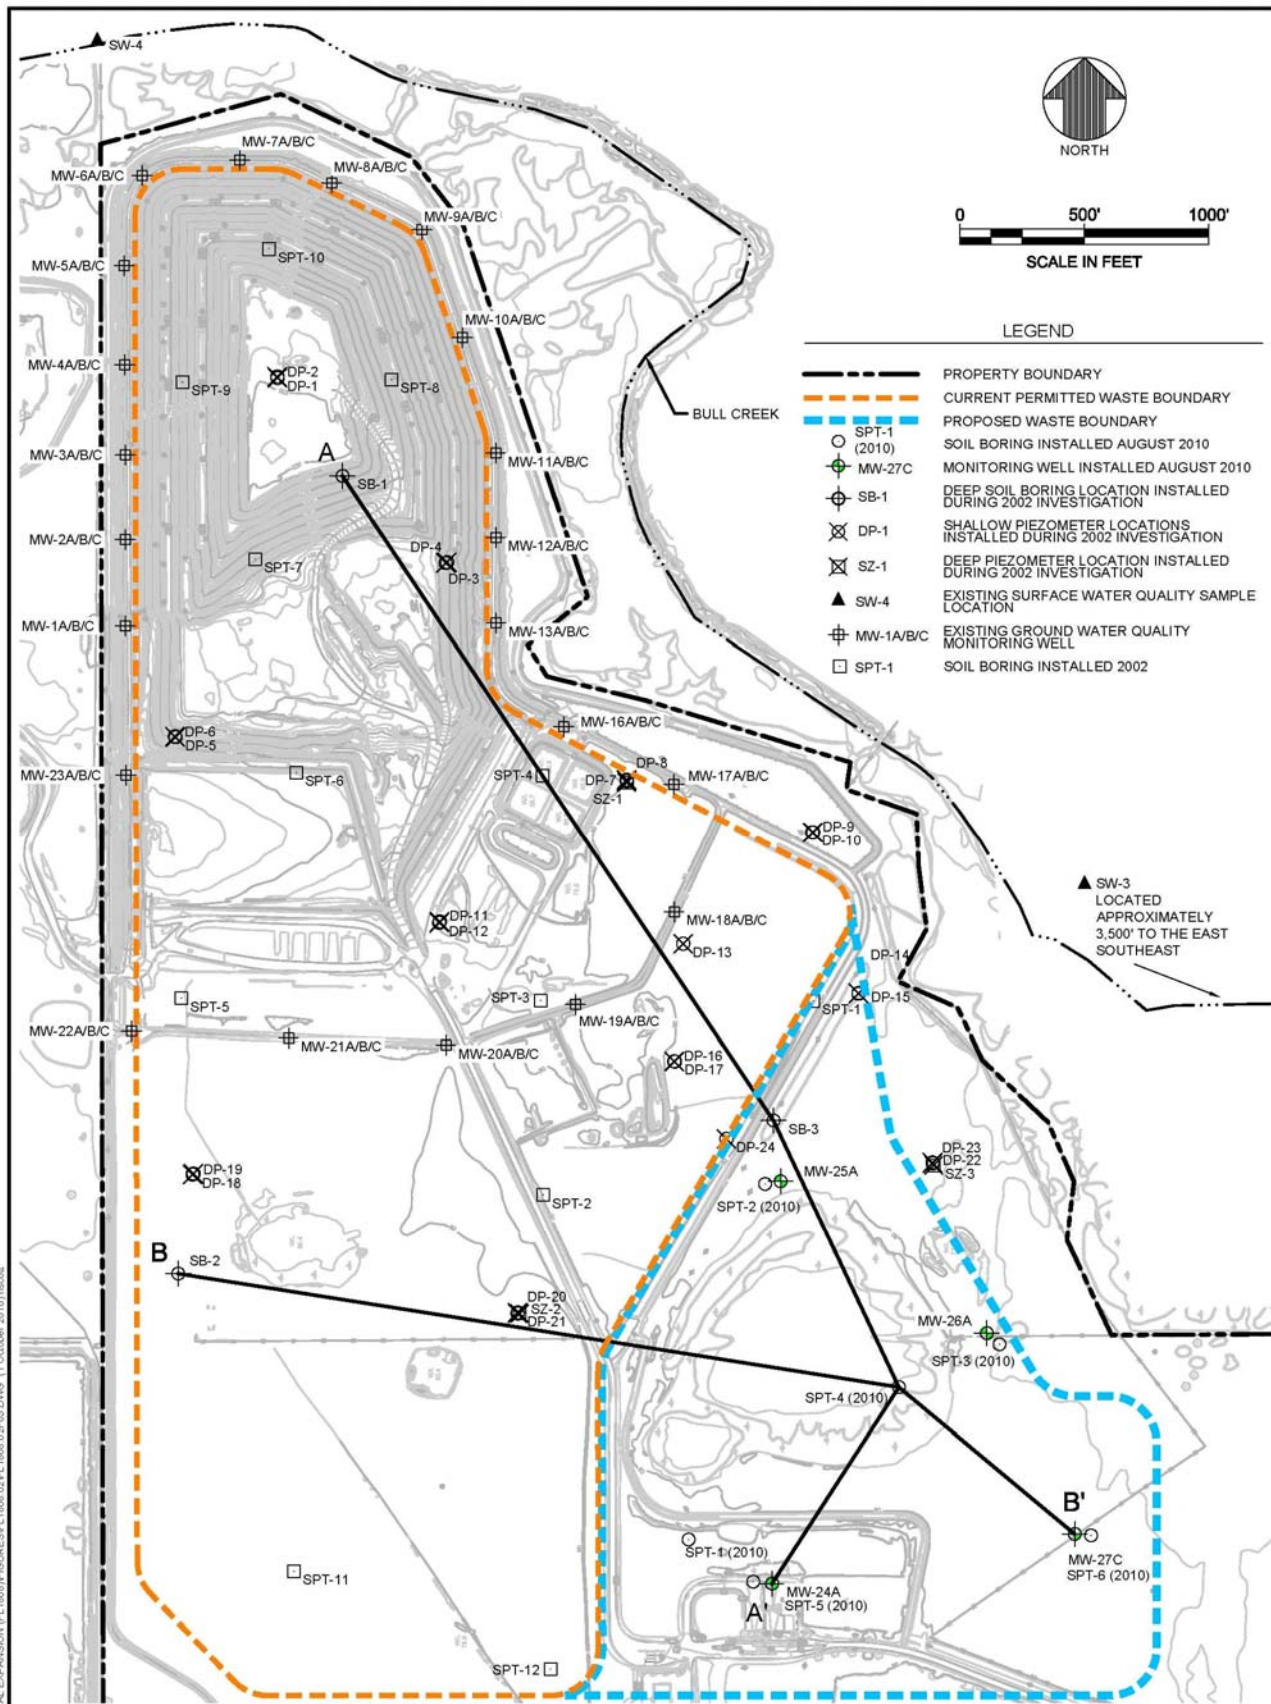 SW-4
NORTH
0 500' 1000'
SCALE IN FEET
LEGEND
PROPERTY BOUNDARY
CURRENT PERMITTED WASTE BOUNDARY
PROPOSED WASTE BOUNDARY
SPT-1
(2010)
SOIL BORING INSTALLED AUGUST 2010
MW-27C
MONITORING WELL INSTALLED AUGUST 2010
SB-1
DEEP SOIL BORING LOCATION INSTALLED
DURING 2002 INVESTIGATION
DP-1
SHALLOW PIEZOMETER LOCATIONS
INSTALLED DURING 2002 INVESTIGATION
SZ-1
DEEP PIEZOMETER LOCATION INSTALLED
DURING 2002 INVESTIGATION
SW-4
EXISTING SURFACE WATER QUALITY SAMPLE
LOCATION
MW-1A/B/C
EXISTING GROUND WATER QUALITY
MONITORING WELL
SPT-1
SOIL BORING INSTALLED 2002
MW-7A/B/C
MW-6A/B/C
MW-8A/B/C
MW-9A/B/C
SPT-10
MW-5A/B/C
MW-10A/B/C
MW-4A/B/C
SPT-9
DP-2
DP-1
SPT-8
BULL CREEK
MW-3A/B/C
A
SB-1
MW-11A/B/C
MW-2A/B/C
MW-12A/B/C
DP-4
DP-3
SPT-7
MW-1A/B/C
MW-13A/B/C
MW-16A/B/C
DP-6
DP-5
MW-23A/B/C
SPT-6
SPT-4
DP-8
DP-7
SZ-1
MW-17A/B/C
DP-9
DP-10
SW-3
LOCATED
APPROXIMATELY
3,500' TO THE EAST
SOUTHEAST
DP-11
DP-12
MW-18A/B/C
DP-13
DP-14
DP-15
SPT-5
SPT-3
SPT-1
MW-19A/B/C
MW-22A/B/C
MW-21A/B/C
MW-20A/B/C
DP-16
DP-17
SB-3
DP-24
DP-23
DP-22
SZ-3
DP-19
DP-18
MW-25A
SPT-2
SPT-2 (2010)
B
SB-2
DP-20
SZ-2
DP-21
MW-26A
SPT-3 (2010)
SPT-4 (2010)
B'
SPT-1 (2010)
MW-27C
SPT-6 (2010)
SPT-11
MW-24A
SPT-5 (2010)
A'
SPT-12